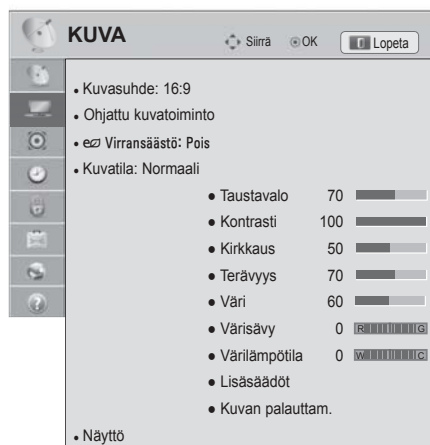 KUVA Siirrä OK Lopeta
• Kuvasuhde: 16:9
• Ohjattu kuvatoiminto
• e Virransäästö: Pois
• Kuvatila: Normaali
● Taustavalo 70
● Kontrasti 100
● Kirkkaus 50
● Terävyys 70
● Väri 60
● Värisävy 0 R G
● Värilämpötila 0 W C
● Lisäsäädöt
● Kuvan palauttam.
• Näyttö